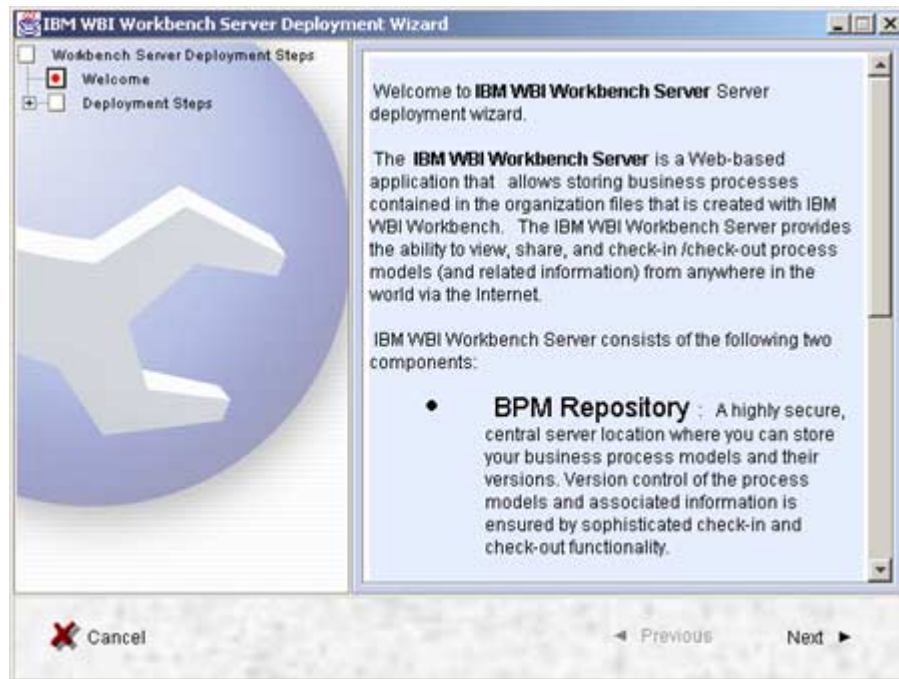 IBM WBI Workbench Server Deployment Wizard
Workbench Server Deployment Steps
Welcome
Deployment Steps
Welcome to IBM WBI Workbench Server Server
deployment wizard.
The IBM WBI Workbench Server is a Web-based
application that allows storing business processes
contained in the organization files that is created with IBM
WBI Workbench. The IBM WBI Workbench Server provides
the ability to view, share, and check-in /check-out process
models (and related information) from anywhere in the
world via the Internet.
IBM WBI Workbench Server consists of the following two
components:
• BPM Repository : A highly secure,
central server location where you can store
your business process models and their
versions. Version control of the process
models and associated information is
ensured by sophisticated check-in and
check-out functionality.
Cancel
Previous
Next